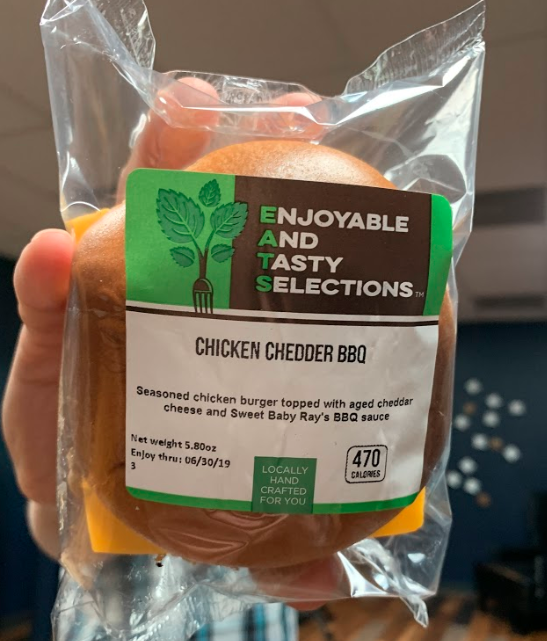 ENJOYABLE
AND
TASTY
SELECTIONS™
CHICKEN CHEDDER BBQ
Seasoned chicken burger topped with aged cheddar
cheese and Sweet Baby Ray's BBQ sauce
Net weight 5.80oz
Enjoy thru: 06/30/19
3
LOCALLY
HAND
CRAFTED
FOR YOU
470
CALORIES